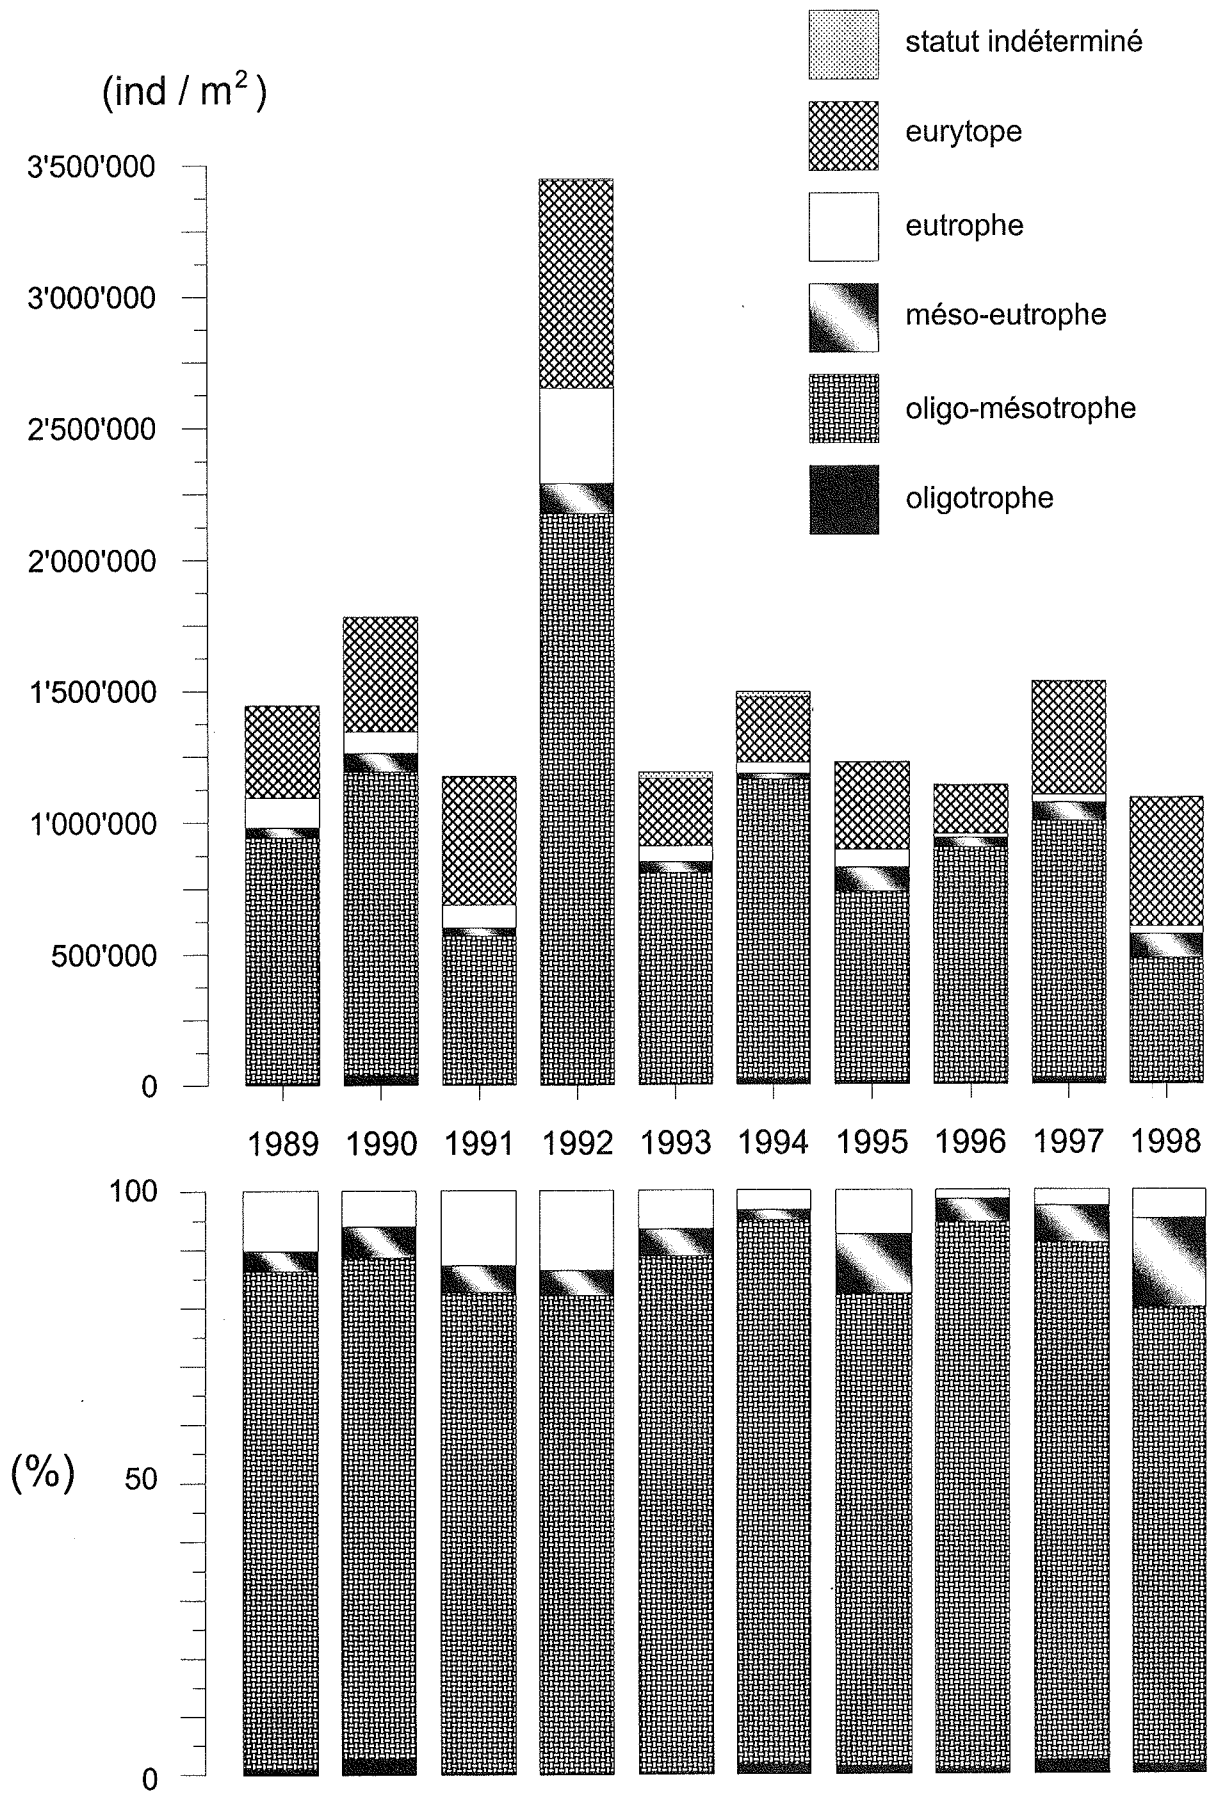 statut indéterminé
(ind / m²)
eurytope
3'500'000
eutrophe
3'000'000
méso-eutrophe
2'500'000
oligo-mésotrophe
oligotrophe
2'000'000
1'500'000
1'000'000
500'000
0
1989 1990 1991 1992 1993 1994 1995 1996 1997 1998
100
(%)
50
0